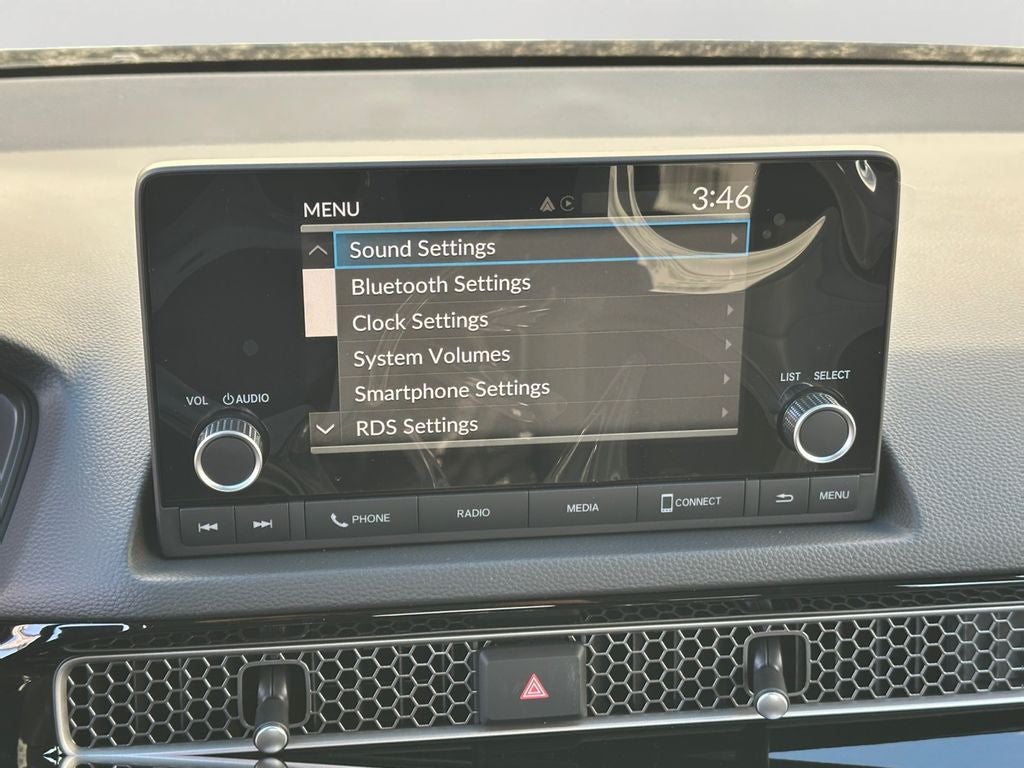 MENU
3:46
Sound Settings
Bluetooth Settings
Clock Settings
System Volumes
Smartphone Settings
RDS Settings
VOL AUDIO
LIST SELECT
PHONE
RADIO
MEDIA
CONNECT
MENU